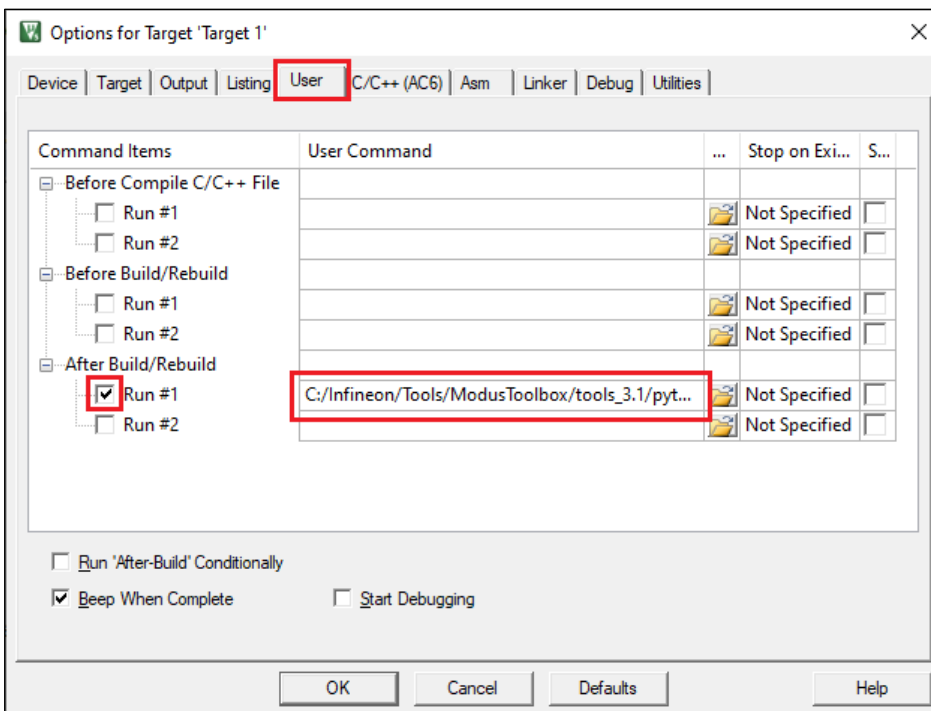 Options for Target 'Target 1'
Device Target Output Listing User C/C++ (AC6) Asm Linker Debug Utilities
Command Items User Command ... Stop on Exi... S...
Before Compile C/C++ File
Run #1 Not Specified
Run #2 Not Specified
Before Build/Rebuild
Run #1 Not Specified
Run #2 Not Specified
After Build/Rebuild
Run #1 C:/Infineon/Tools/ModusToolbox/tools_3.1/pyt... Not Specified
Run #2 Not Specified
Run 'After-Build' Conditionally
Beep When Complete Start Debugging
OK Cancel Defaults Help